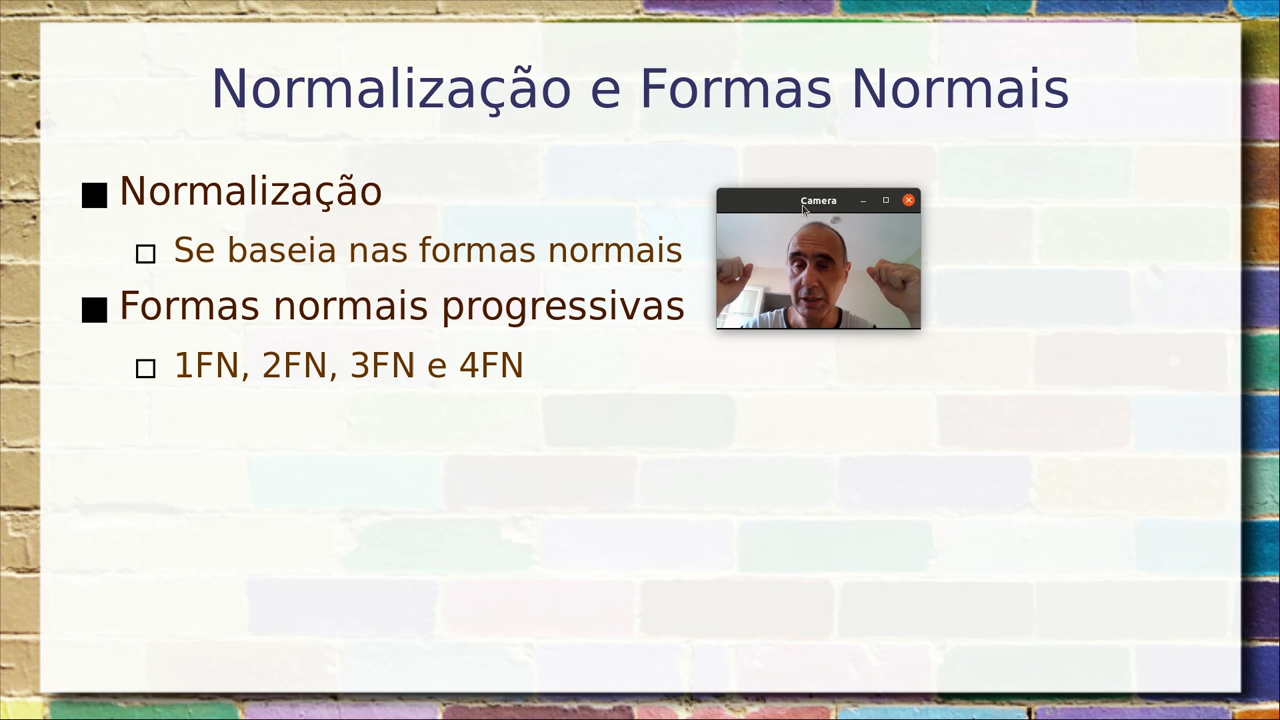 Normalização e Formas Normais
Normalização
Se baseia nas formas normais
Formas normais progressivas
1FN, 2FN, 3FN e 4FN
Camera